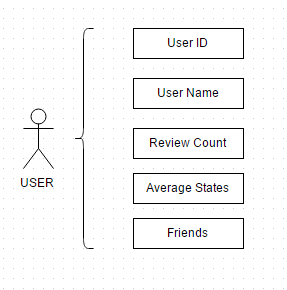 User ID
User Name
Review Count
Average States
Friends
USER